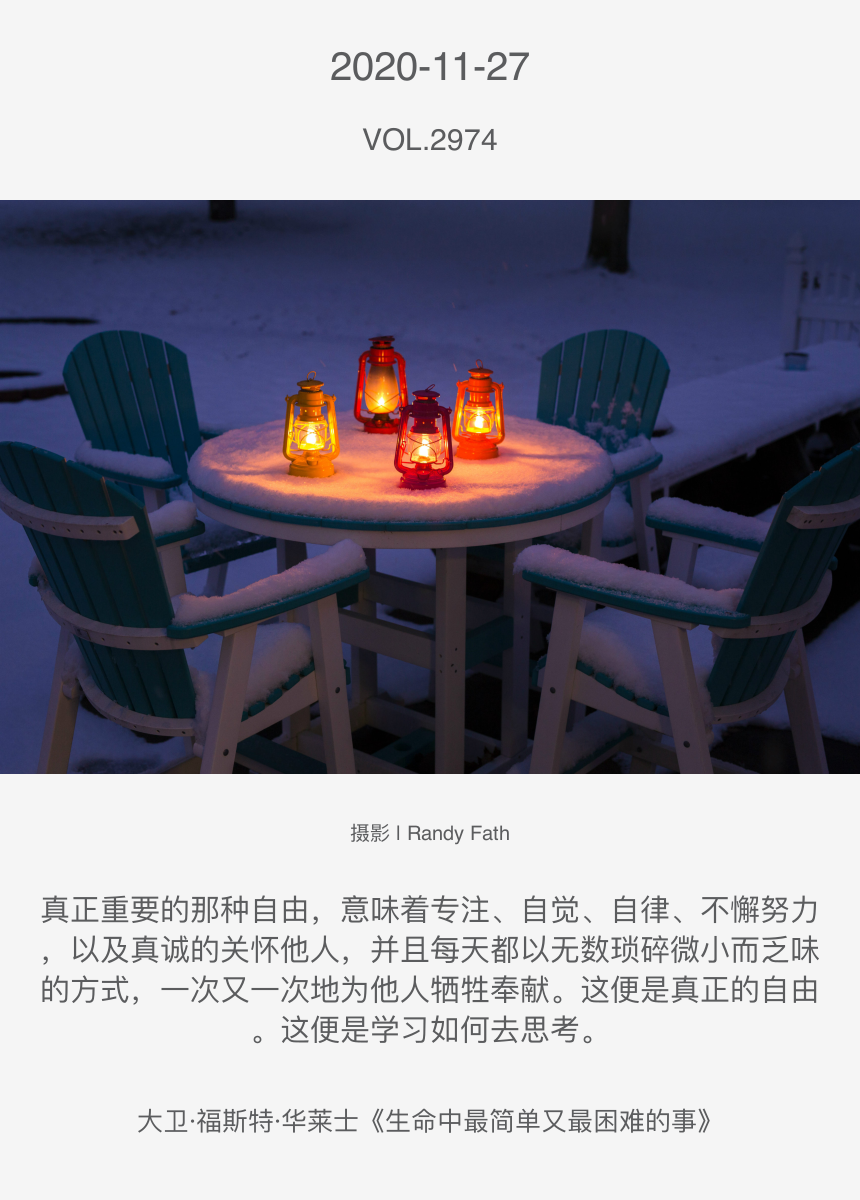 2020-11-27
VOL.2974
摄影 | Randy Fath
真正重要的那种自由，意味着专注、自觉、自律、不懈努力
，以及真诚的关怀他人，并且每天都以无数琐碎微小而乏味
的方式，一次又一次地为他人牺牲奉献。这便是真正的自由
。这便是学习如何去思考。
大卫·福斯特·华莱士《生命中最简单又最困难的事》